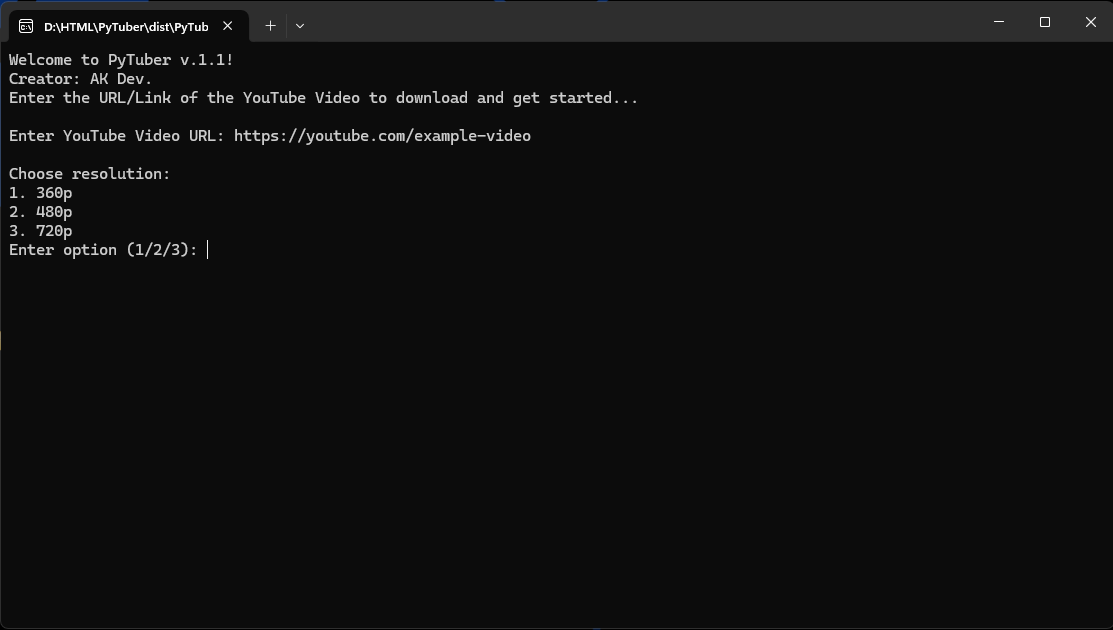 D:\HTML\PyTuber\dist\PyTub
Welcome to PyTuber v.1.1!
Creator: AK Dev.
Enter the URL/Link of the YouTube Video to download and get started...
Enter YouTube Video URL: https://youtube.com/example-video
Choose resolution:
1. 360p
2. 480p
3. 720p
Enter option (1/2/3):